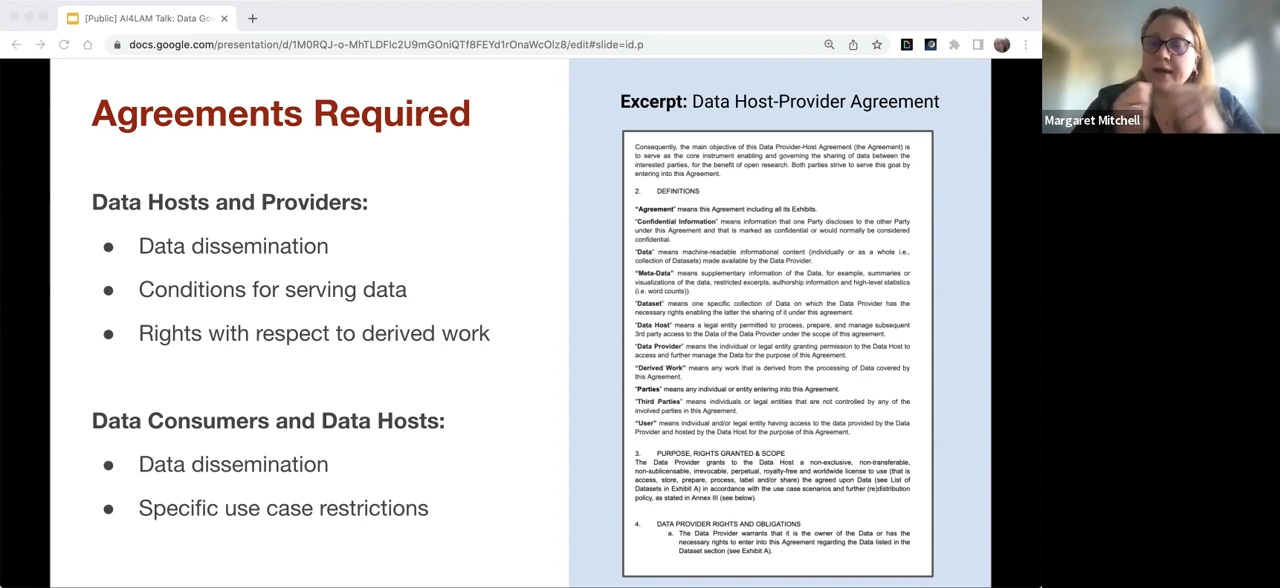 [Public] AI4LAM Talk: Data Go
docs.google.com/presentation/d/1M0RQJ-o-MhTLDFlc2U9mGOniQTf8FEYd1rOnaWcOlz8/edit#slide=id.p
Margaret Mitchell
Agreements Required
Data Hosts and Providers:
● Data dissemination
● Conditions for serving data
● Rights with respect to derived work
Data Consumers and Data Hosts:
● Data dissemination
● Specific use case restrictions
Excerpt: Data Host-Provider Agreement
Consequently, the main objective of this Data Provider-Host Agreement (the Agreement) is
to serve as the core instrument enabling and governing the sharing of data between the
interested parties, for the benefit of open research. Both parties strive to serve this goal by
entering into this Agreement.
2. DEFINITIONS
"Agreement" means this Agreement including all its Exhibits.
"Confidential Information" means information that one Party discloses to the other Party
under this Agreement and that is marked as confidential or would normally be considered
confidential.
"Data" means machine-readable informational content (individually or as a whole i.e.,
collection of Datasets) made available by the Data Provider.
"Meta-Data" means supplementary information of the Data, for example, summaries or
visualizations of the data, restricted excerpts, authorship information and high-level statistics
(i.e. word counts)).
"Dataset" means one specific collection of Data on which the Data Provider has the
necessary rights enabling the latter the sharing of it under this agreement.
"Data Host" means a legal entity permitted to process, prepare, and manage subsequent
3rd party access to the Data of the Data Provider under the scope of this agreement.
"Data Provider" means the individual or legal entity granting permission to the Data Host to
access and further manage the Data for the purpose of this Agreement.
"Derived Work" means any work that is derived from the processing of Data covered by
this Agreement.
"Parties" means any individual or entity entering into this Agreement.
"Third Parties" means individuals or legal entities that are not controlled by any of the
involved parties in this Agreement.
"User" means individual and/or legal entity having access to the data provided by the Data
Provider and hosted by the Data Host for the purpose of this Agreement.
3. PURPOSE, RIGHTS GRANTED & SCOPE
The Data Provider grants to the Data Host a non-exclusive, non-transferable,
non-sublicensable, irrevocable, perpetual, royalty-free and worldwide license to use (that is
access, store, prepare, process, label and/or share) the agreed upon Data (see List of
Datasets in Exhibit A) in accordance with the use case scenarios and further (re)distribution
policy, as stated in Annex III (see below).
4. DATA PROVIDER RIGHTS AND OBLIGATIONS
a. The Data Provider warrants that it is the owner of the Data or has the
necessary rights to enter into this Agreement regarding the Data listed in the
Dataset section (see Exhibit A).